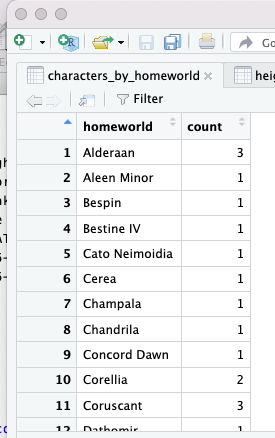 Go
characters_by_homeworld × heig
Filter
homeworld count
1 Alderaan 3
2 Aleen Minor 1
3 Bespin 1
4 Bestine IV 1
5 Cato Neimoidia 1
6 Cerea 1
7 Champala 1
8 Chandrila 1
9 Concord Dawn 1
10 Corellia 2
11 Coruscant 3
12 Dathomir 1